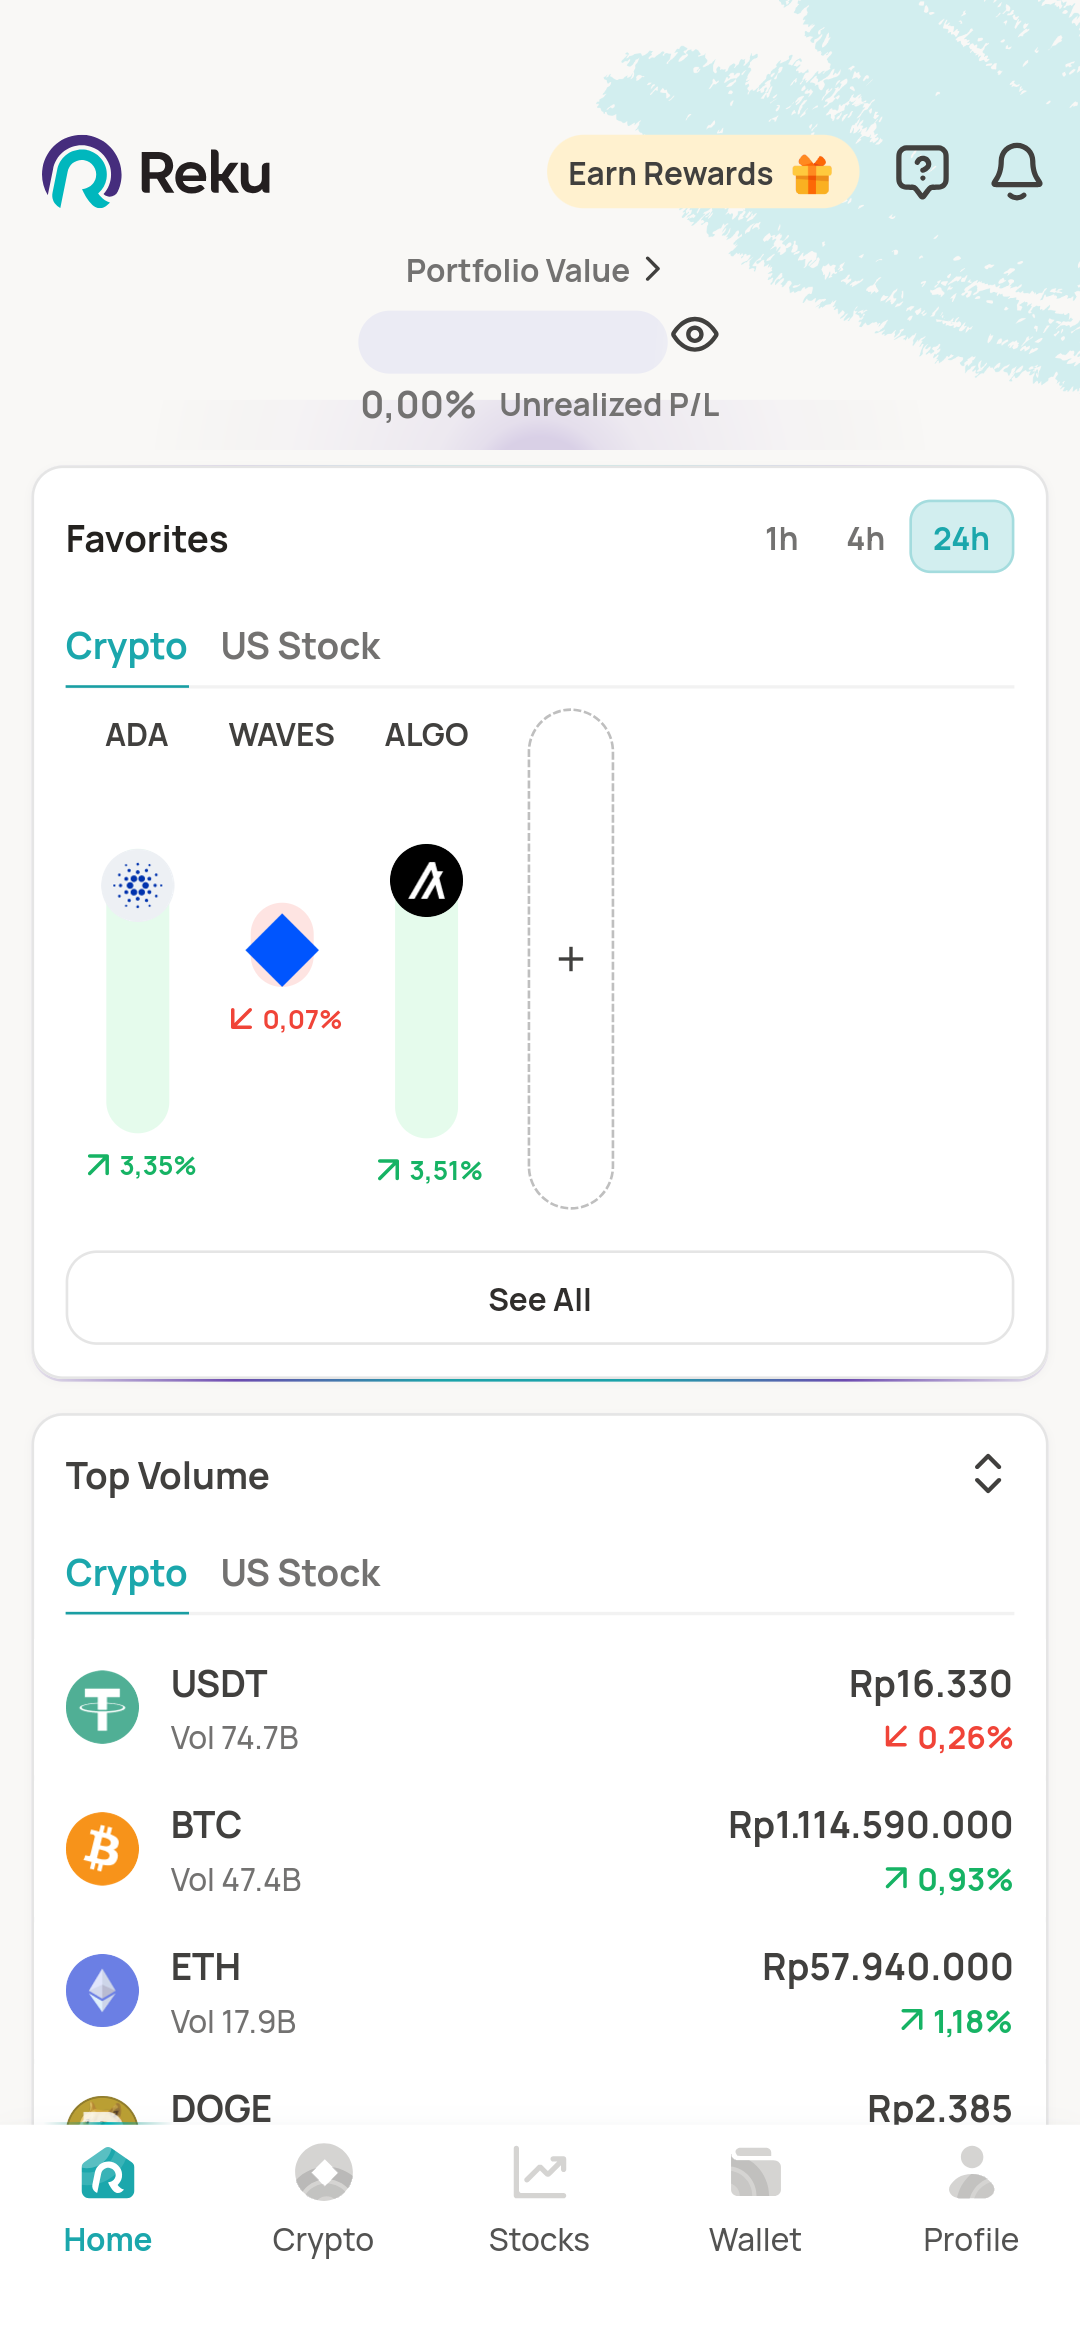 Reku
Earn Rewards
Portfolio Value
0,00% Unrealized P/L
Favorites
1h 4h 24h
Crypto US Stock
ADA WAVES ALGO
0,07%
3,35%
3,51%
See All
Top Volume
Crypto US Stock
USDT Rp16.330
Vol 74.7B 0,26%
BTC Rp1.114.590.000
Vol 47.4B 0,93%
ETH Rp57.940.000
Vol 17.9B 1,18%
DOGE Rp2.385
Home Crypto Stocks Wallet Profile